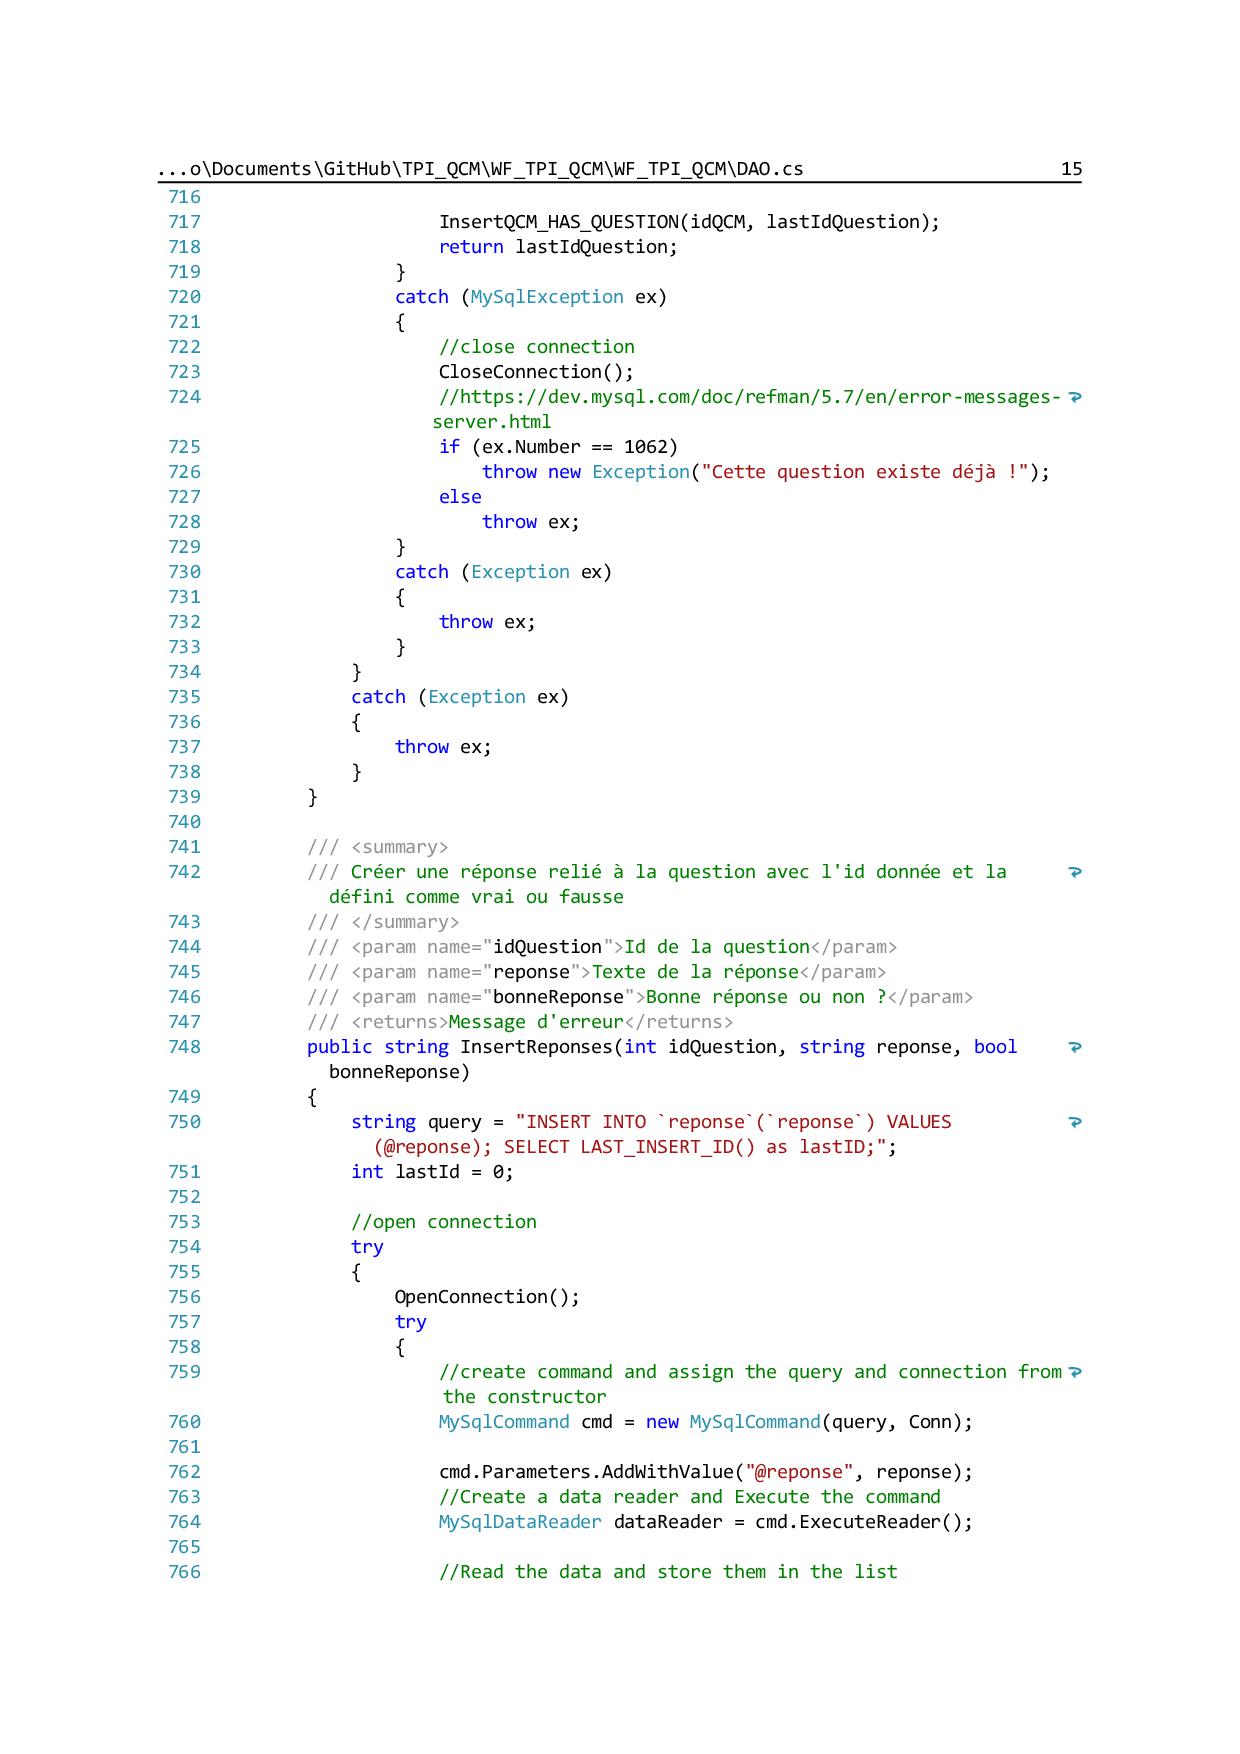 ...o\Documents\GitHub\TPI_QCM\WF_TPI_QCM\WF_TPI_QCM\DAO.cs 15
716
717 InsertQCM_HAS_QUESTION(idQCM, lastIdQuestion);
718 return lastIdQuestion;
719 }
720 catch (MySqlException ex)
721 {
722 //close connection
723 CloseConnection();
724 //https://dev.mysql.com/doc/refman/5.7/en/error-messages-
server.html
725 if (ex.Number == 1062)
726 throw new Exception("Cette question existe déjà !");
727 else
728 throw ex;
729 }
730 catch (Exception ex)
731 {
732 throw ex;
733 }
734 }
735 catch (Exception ex)
736 {
737 throw ex;
738 }
739 }
740
741 /// <summary>
742 /// Créer une réponse relié à la question avec l'id donnée et la
défini comme vrai ou fausse
743 /// </summary>
744 /// <param name="idQuestion">Id de la question</param>
745 /// <param name="reponse">Texte de la réponse</param>
746 /// <param name="bonneReponse">Bonne réponse ou non ?</param>
747 /// <returns>Message d'erreur</returns>
748 public string InsertReponses(int idQuestion, string reponse, bool
bonneReponse)
749 {
750 string query = "INSERT INTO `reponse`(`reponse`) VALUES
(@reponse); SELECT LAST_INSERT_ID() as lastID;";
751 int lastId = 0;
752
753 //open connection
754 try
755 {
756 OpenConnection();
757 try
758 {
759 //create command and assign the query and connection from
the constructor
760 MySqlCommand cmd = new MySqlCommand(query, Conn);
761
762 cmd.Parameters.AddWithValue("@reponse", reponse);
763 //Create a data reader and Execute the command
764 MySqlDataReader dataReader = cmd.ExecuteReader();
765
766 //Read the data and store them in the list